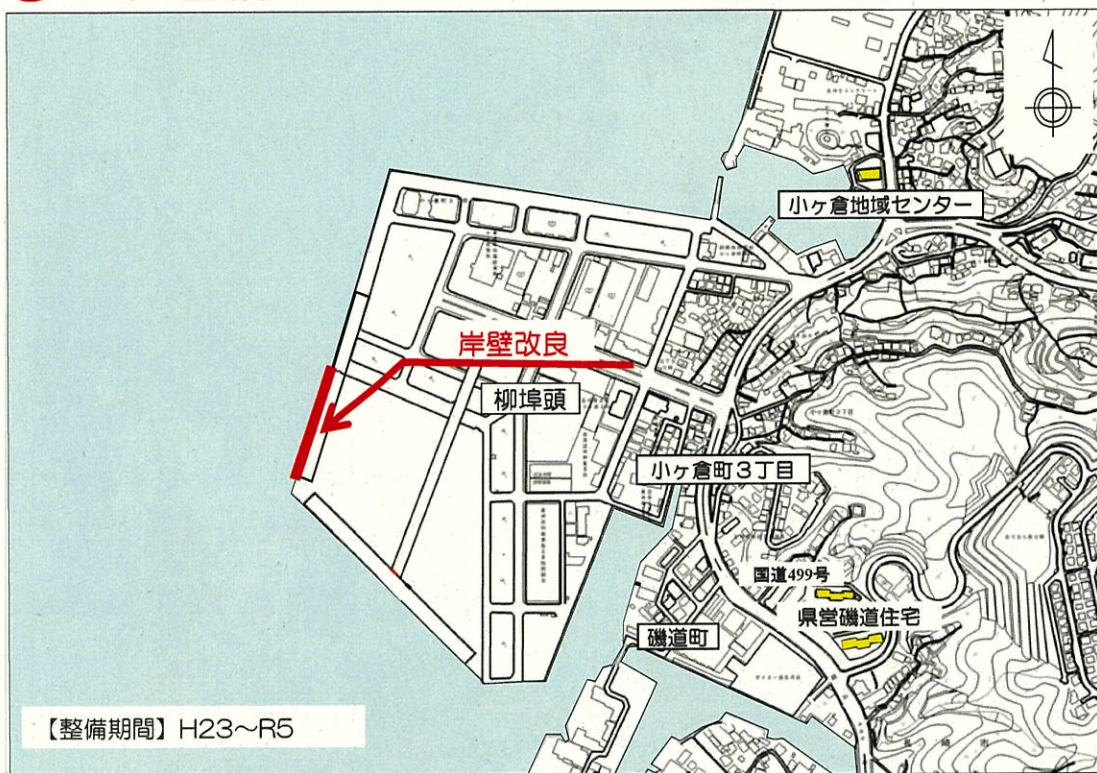 小ヶ倉地域センター
岸壁改良
柳埠頭
小ヶ倉町3丁目
国道499号
県営磯道住宅
磯道町
【整備期間】H23~R5